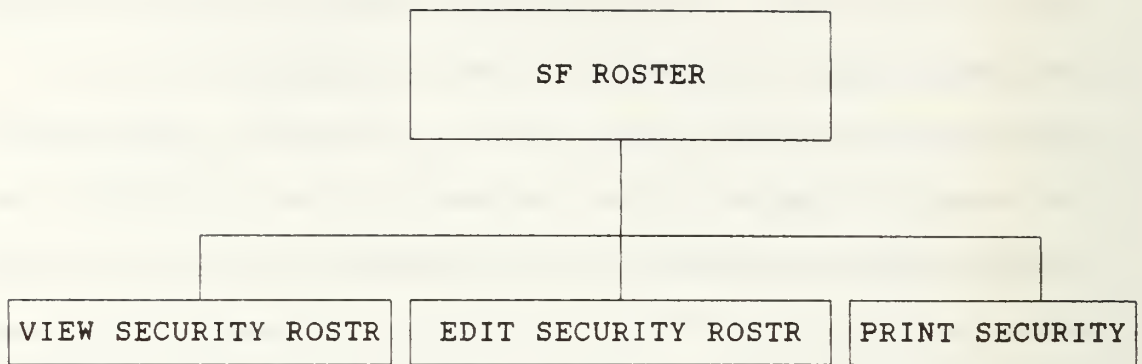 SF ROSTER
VIEW SECURITY ROSTR
EDIT SECURITY ROSTR
PRINT SECURITY